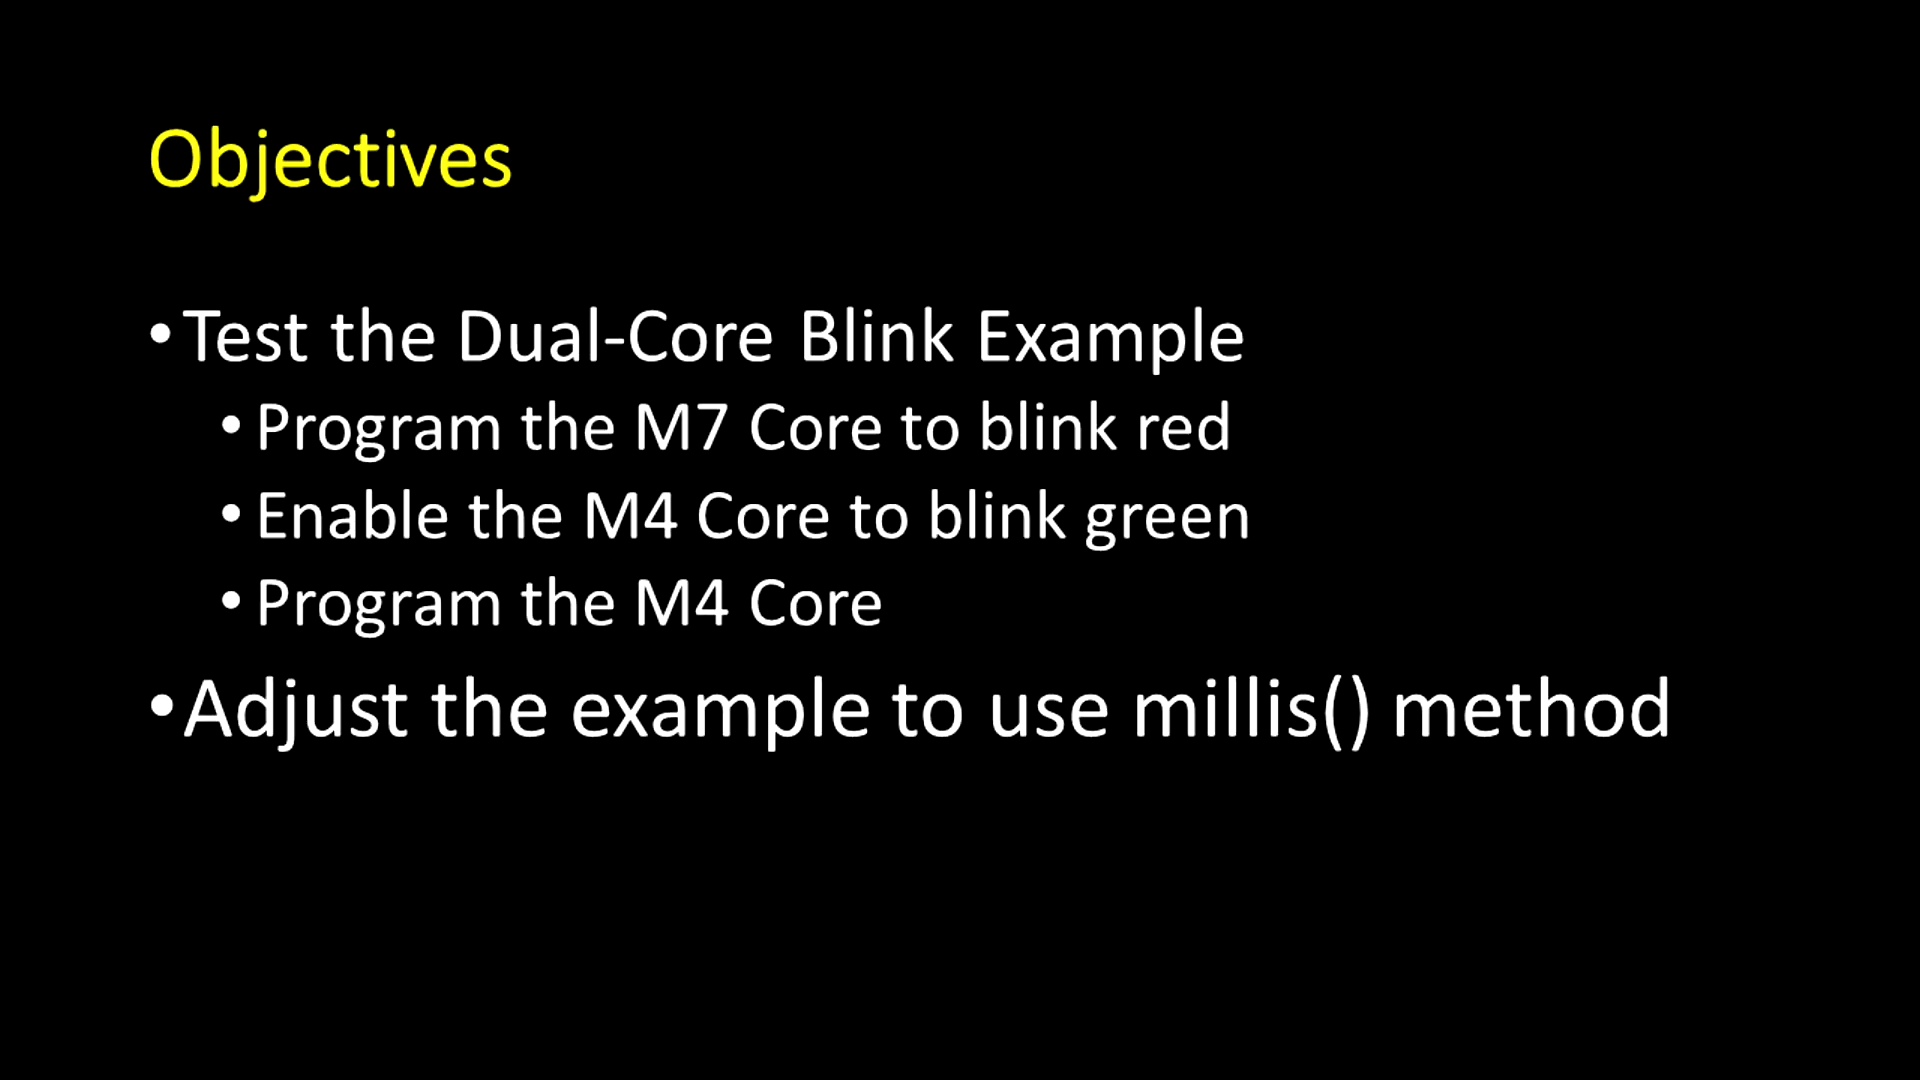 Objectives
• Test the Dual-Core Blink Example
• Program the M7 Core to blink red
• Enable the M4 Core to blink green
• Program the M4 Core
• Adjust the example to use millis() method